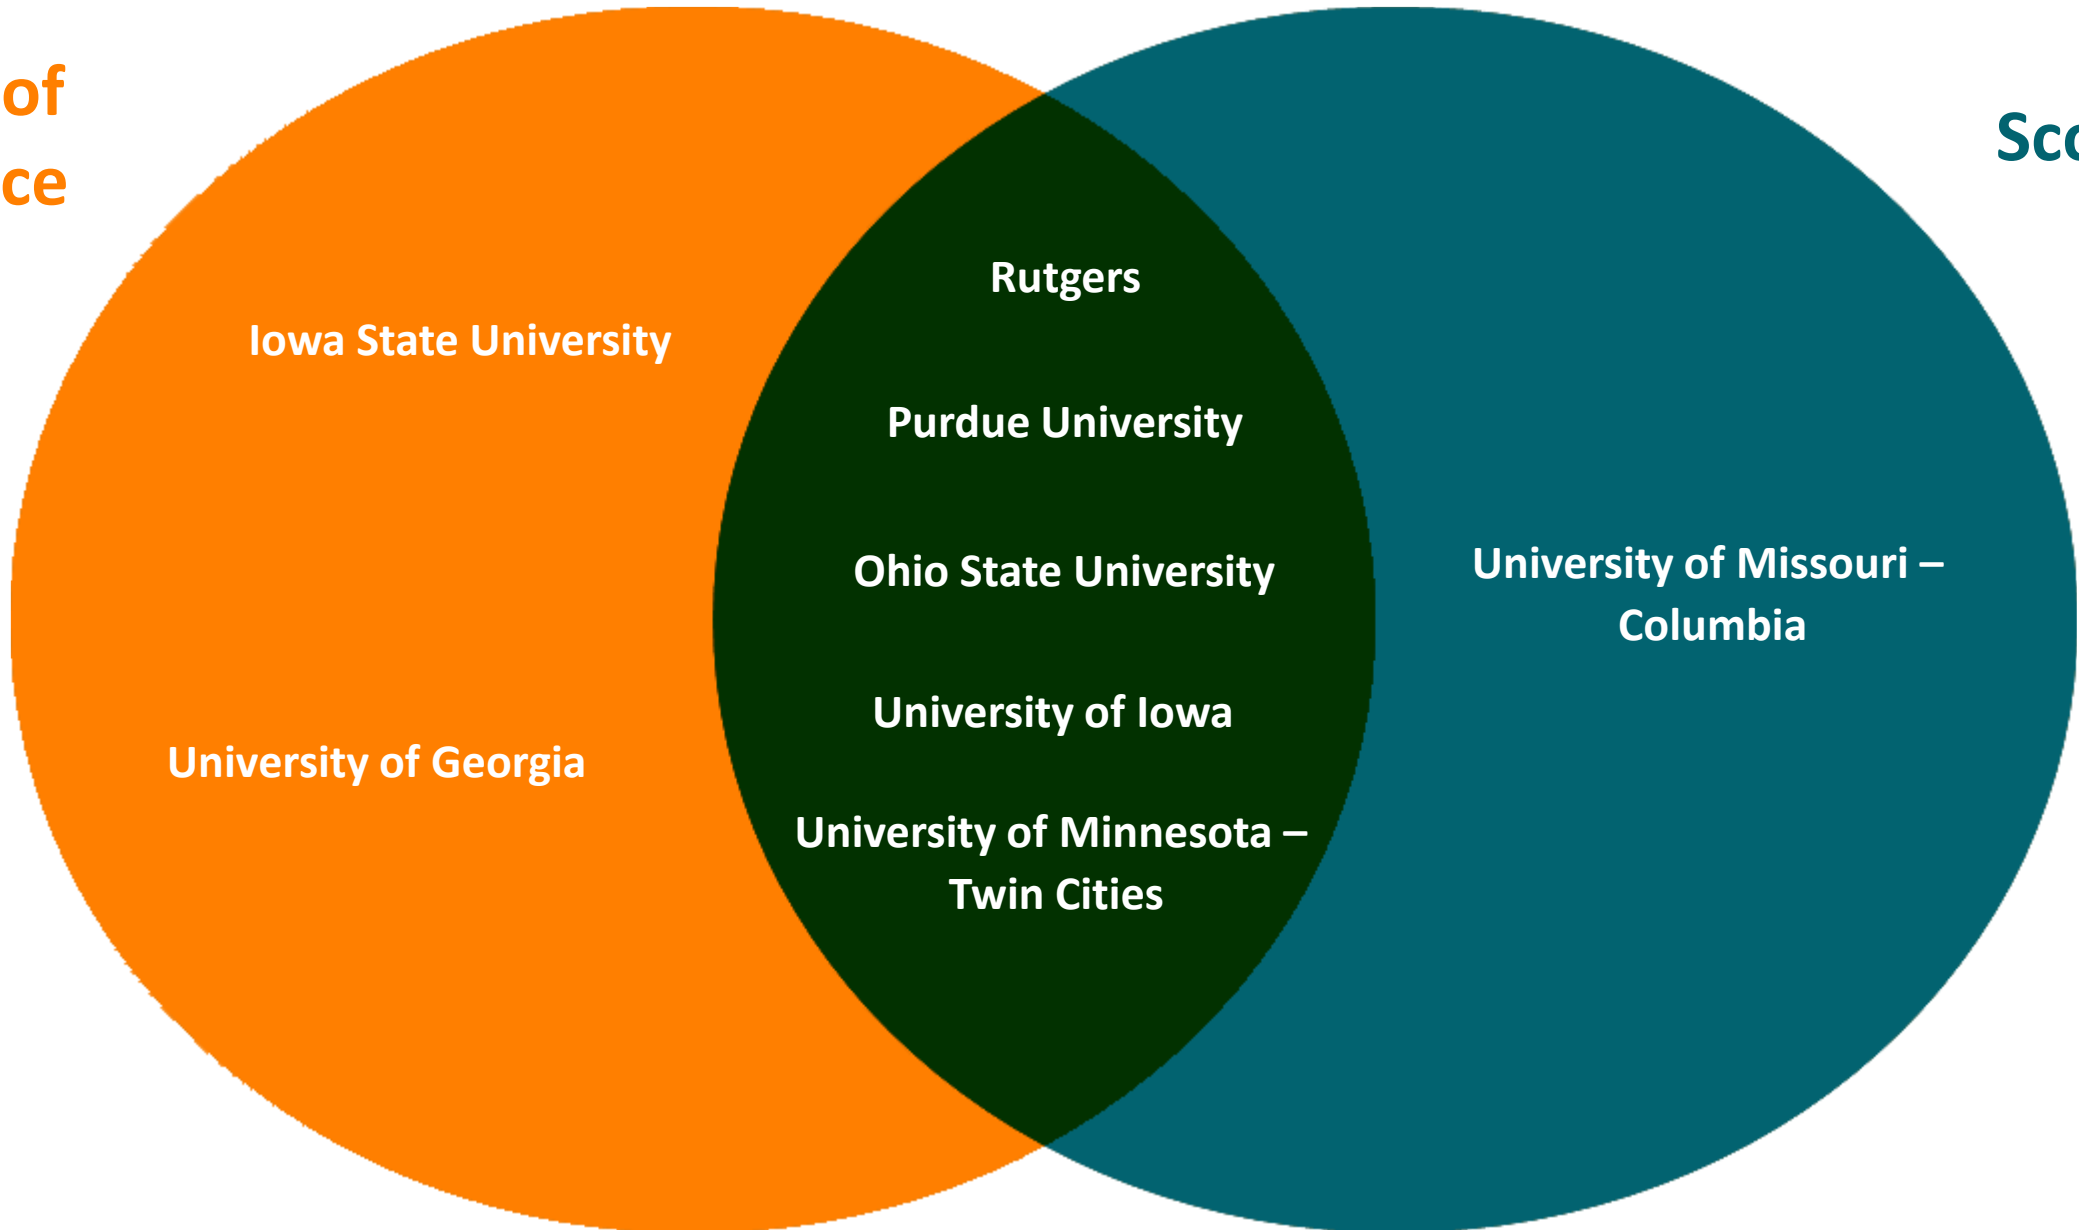 of
ce
Sco
Rutgers
Iowa State University
Purdue University
Ohio State University
University of Missouri –
Columbia
University of Iowa
University of Georgia
University of Minnesota –
Twin Cities